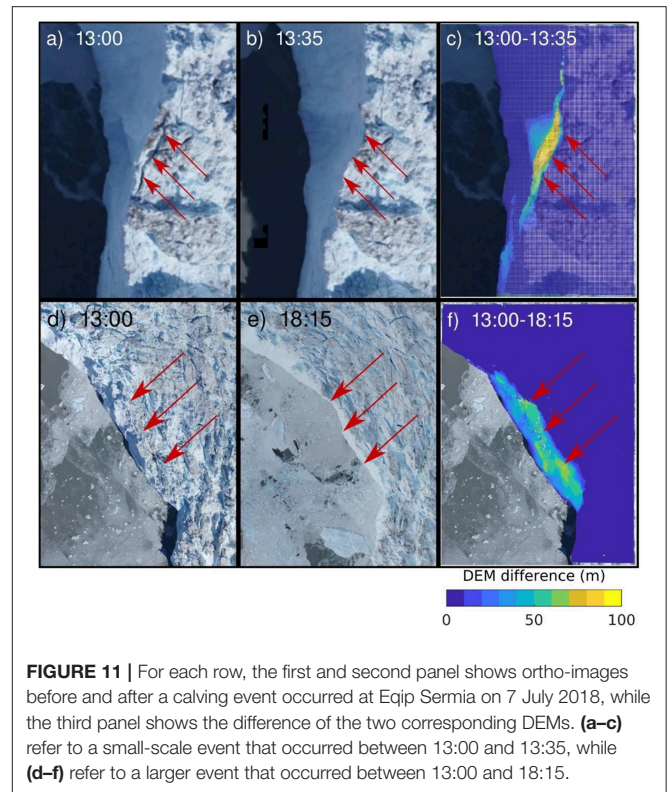 a) 13:00
b) 13:35
c) 13:00-13:35
d) 13:00
e) 18:15
f) 13:00-18:15
DEM difference (m)
0 50 100
FIGURE 11 | For each row, the first and second panel shows ortho-images
before and after a calving event occurred at Eqip Sermia on 7 July 2018, while
the third panel shows the difference of the two corresponding DEMs. (a–c)
refer to a small-scale event that occurred between 13:00 and 13:35, while
(d–f) refer to a larger event that occurred between 13:00 and 18:15.